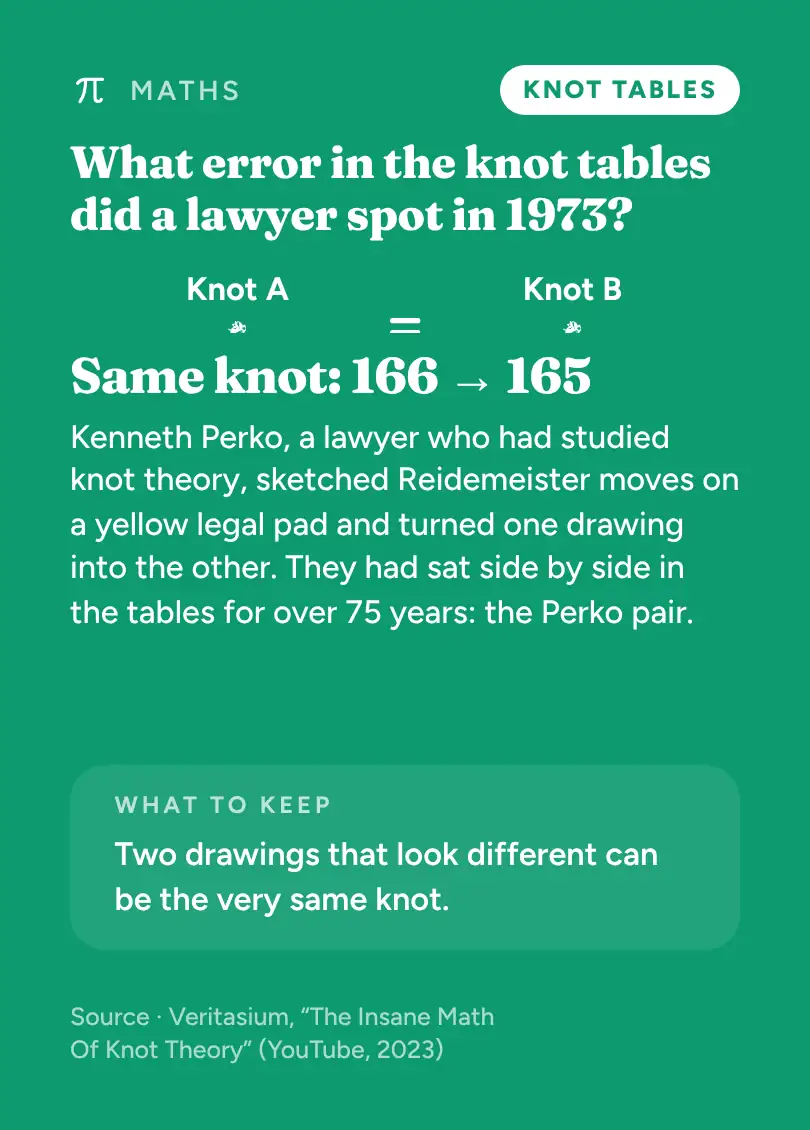 π MATHS
KNOT TABLES
What error in the knot tables
did a lawyer spot in 1973?
Knot A = Knot B
Same knot: 166 → 165
Kenneth Perko, a lawyer who had studied
knot theory, sketched Reidemeister moves on
a yellow legal pad and turned one drawing
into the other. They had sat side by side in
the tables for over 75 years: the Perko pair.
WHAT TO KEEP
Two drawings that look different can
be the very same knot.
Source · Veritasium, “The Insane Math
Of Knot Theory” (YouTube, 2023)